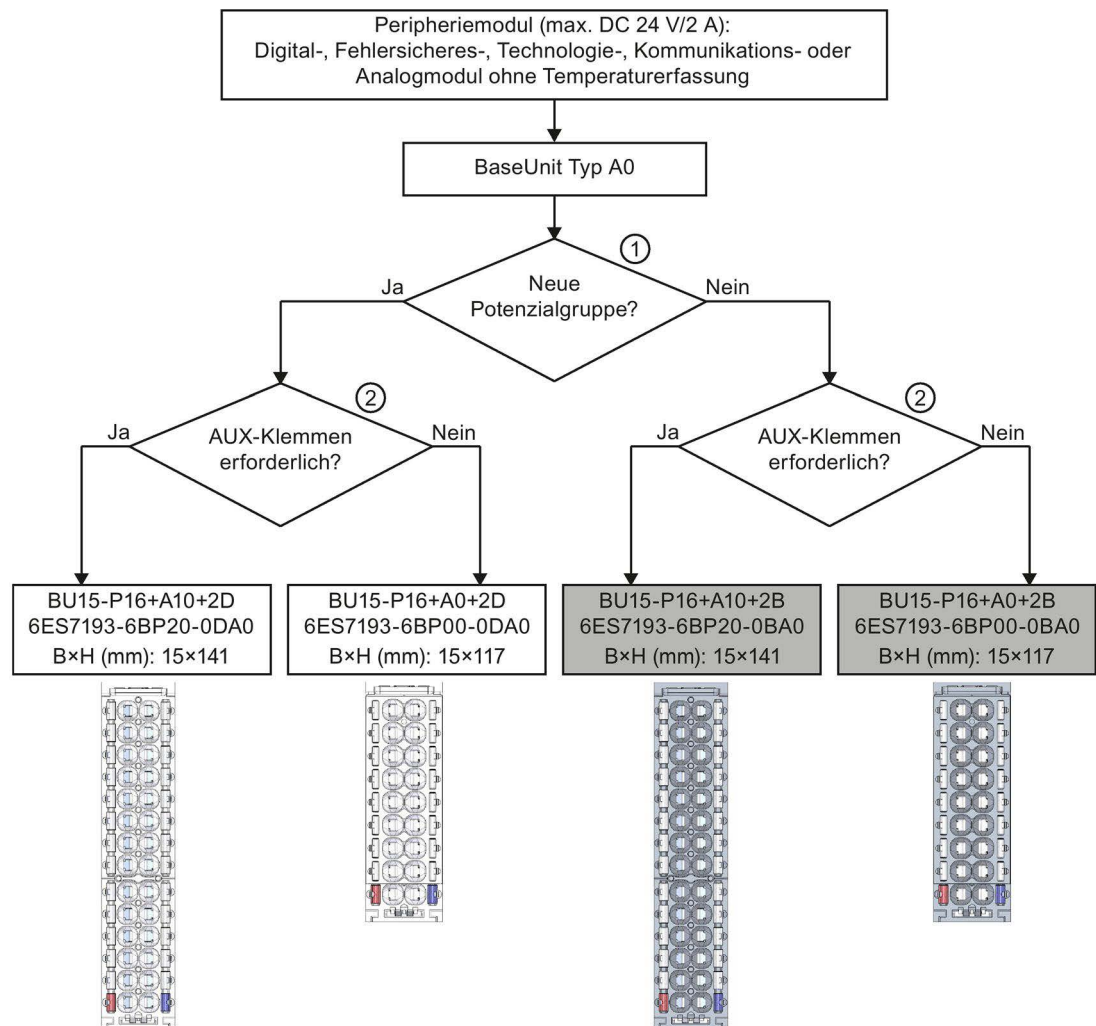 Peripheriemodul (max. DC 24 V/2 A):
Digital-, Fehlersicheres-, Technologie-, Kommunikations- oder
Analogmodul ohne Temperaturerfassung
BaseUnit Typ A0
1
Neue
Potenzialgruppe?
Ja
Nein
2
AUX-Klemmen
erforderlich?
Ja
Nein
2
AUX-Klemmen
erforderlich?
Ja
Nein
BU15-P16+A10+2D
6ES7193-6BP20-0DA0
B×H (mm): 15×141
BU15-P16+A0+2D
6ES7193-6BP00-0DA0
B×H (mm): 15×117
BU15-P16+A10+2B
6ES7193-6BP20-0BA0
B×H (mm): 15×141
BU15-P16+A0+2B
6ES7193-6BP00-0BA0
B×H (mm): 15×117